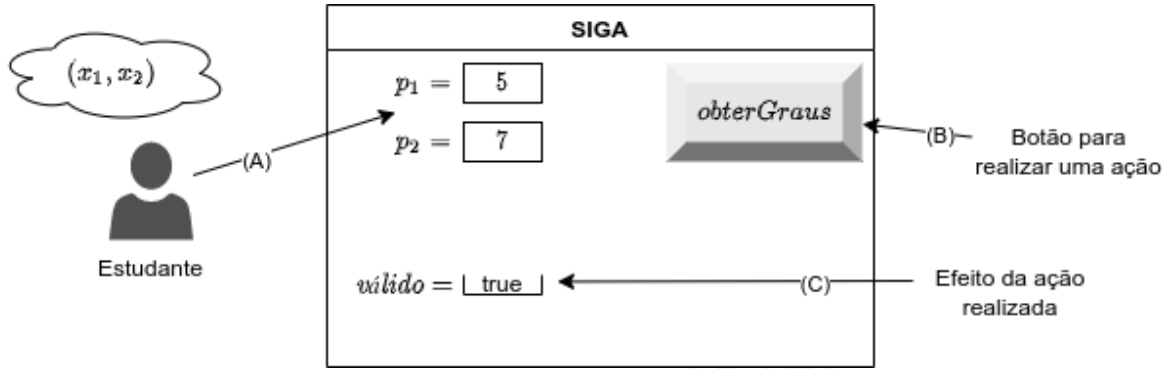 SIGA
(x₁, x₂)
p₁ = 5
obterGraus
p₂ = 7
(A)
(B)
Botão para
realizar uma ação
Estudante
válido = true
(C)
Efeito da ação
realizada